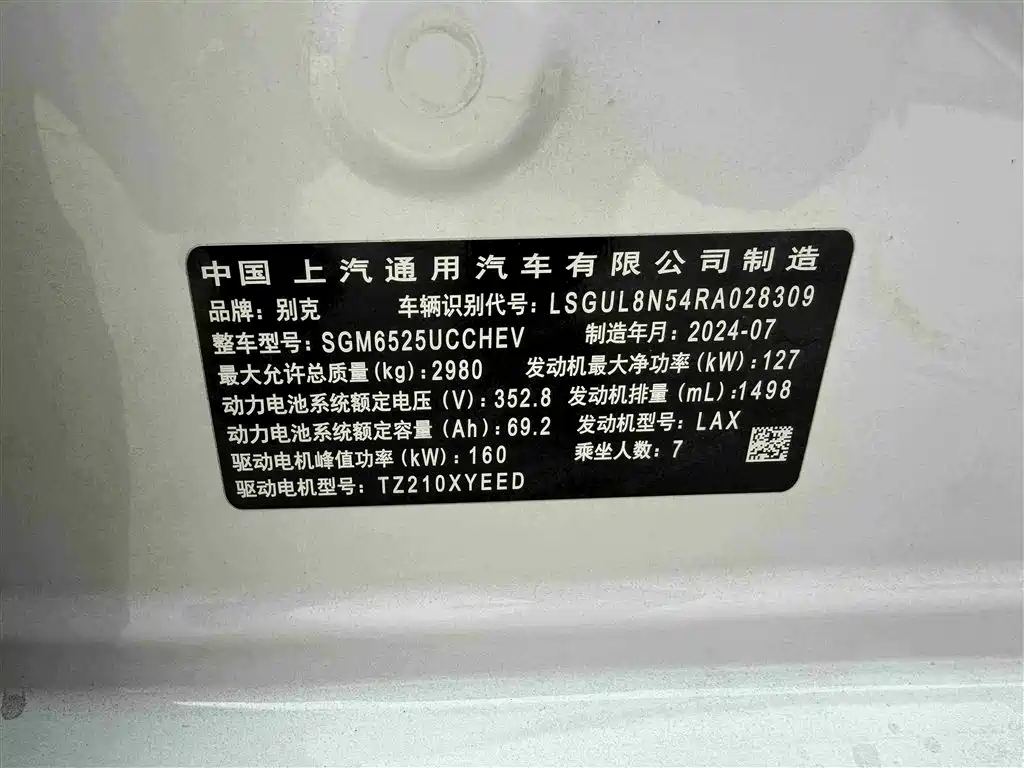 中国 上汽通用汽车有限公司制造
品牌：别克 车辆识别代号：LSGUL8N54RA028309
整车型号：SGM6525UCCHEV 制造年月：2024-07
最大允许总质量(kg)：2980 发动机最大净功率(kW)：127
动力电池系统额定电压(V)：352.8 发动机排量(mL)：1498
动力电池系统额定容量(Ah)：69.2 发动机型号：LAX
驱动电机峰值功率(kW)：160 乘坐人数：7
驱动电机型号：TZ210XYEED